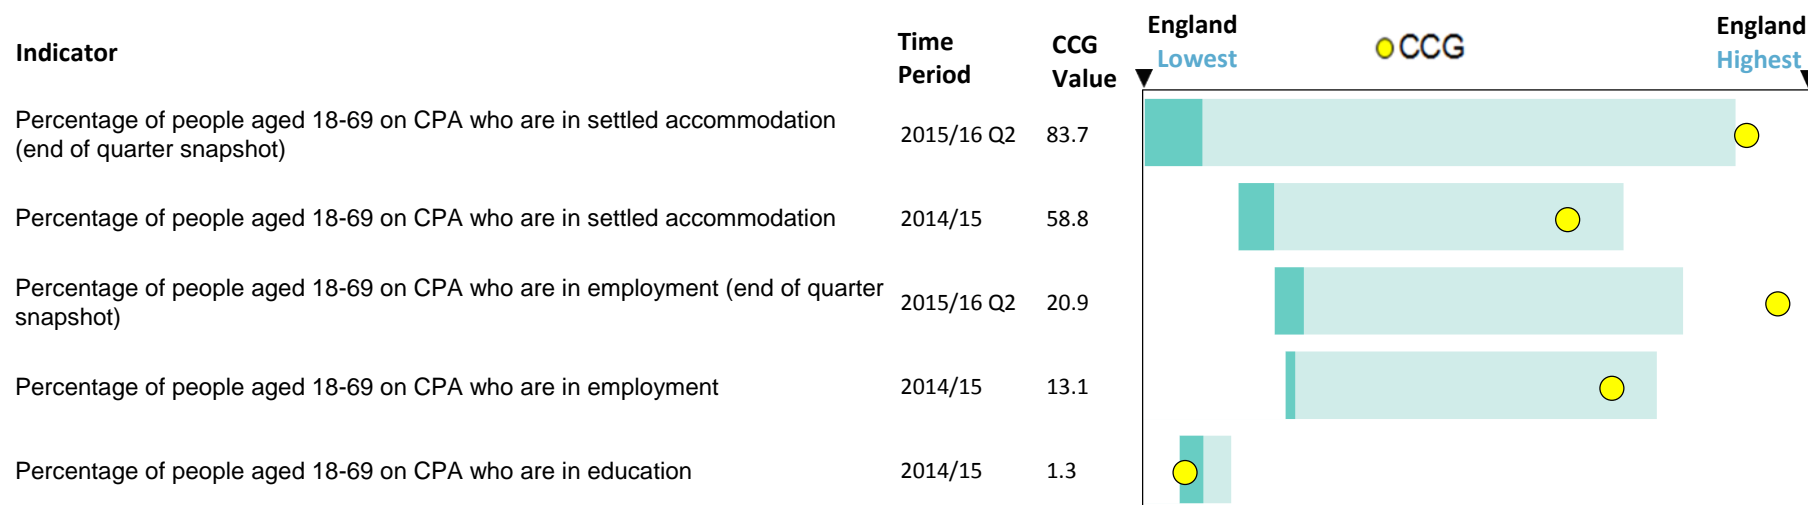 Indicator
Time
Period
CCG
Value
England
Lowest
CCG
England
Highest
Percentage of people aged 18-69 on CPA who are in settled accommodation
(end of quarter snapshot)
2015/16 Q2
83.7
Percentage of people aged 18-69 on CPA who are in settled accommodation
2014/15
58.8
Percentage of people aged 18-69 on CPA who are in employment (end of quarter
snapshot)
2015/16 Q2
20.9
Percentage of people aged 18-69 on CPA who are in employment
2014/15
13.1
Percentage of people aged 18-69 on CPA who are in education
2014/15
1.3